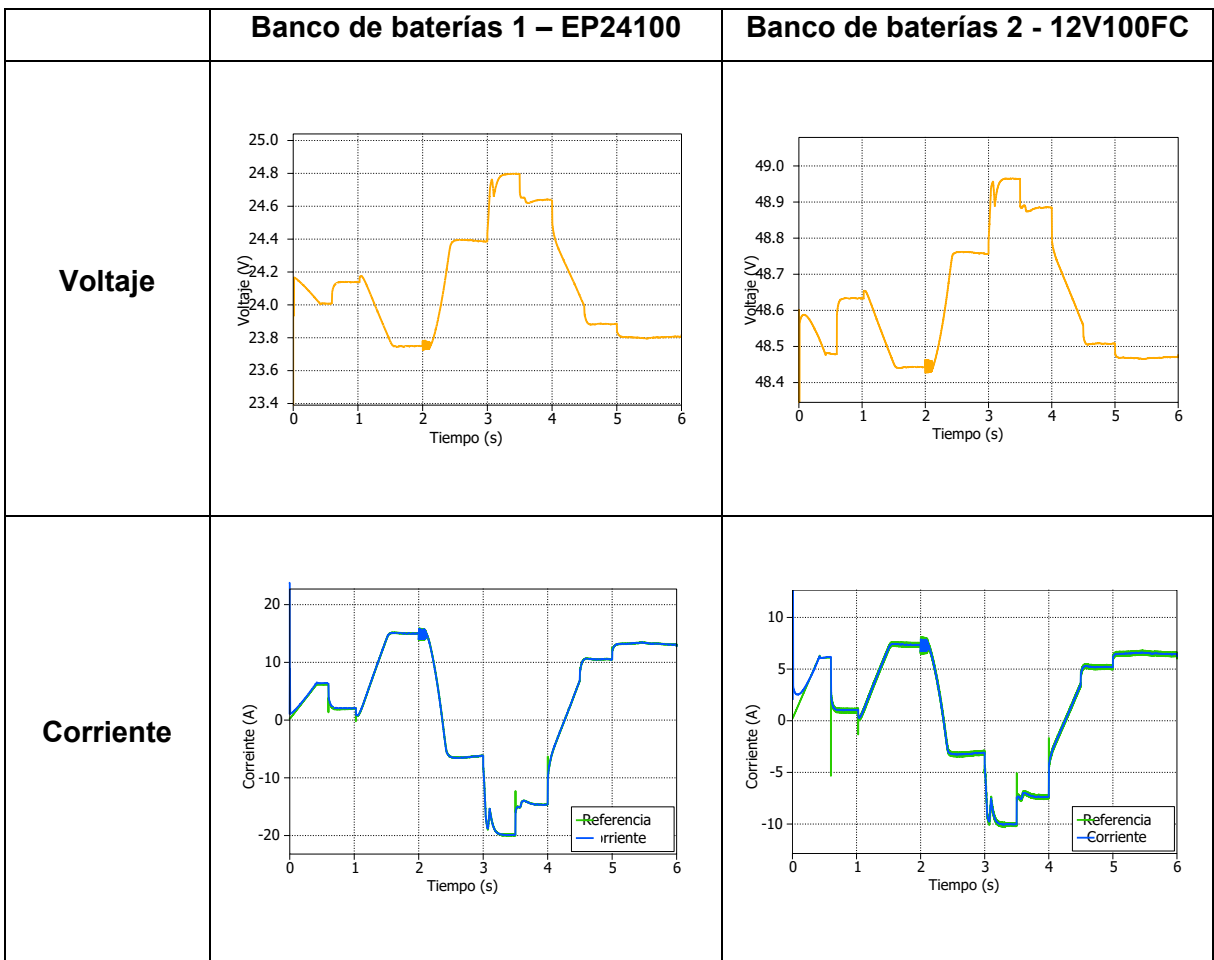 Banco de baterías 1 – EP24100
Banco de baterías 2 - 12V100FC
Voltaje
25.0
24.8
24.6
24.4
24.2
24.0
23.8
23.6
23.4
Voltaje (V)
0 1 2 3 4 5 6
Tiempo (s)
49.0
48.9
48.8
48.7
48.6
48.5
48.4
Voltaje (V)
0 1 2 3 4 5 6
Tiempo (s)
Corriente
20
10
0
-10
-20
Correinte (A)
Referencia
rriente
0 1 2 3 4 5 6
Tiempo (s)
10
5
0
-5
-10
Corriente (A)
Referencia
Corriente
0 1 2 3 4 5 6
Tiempo (s)